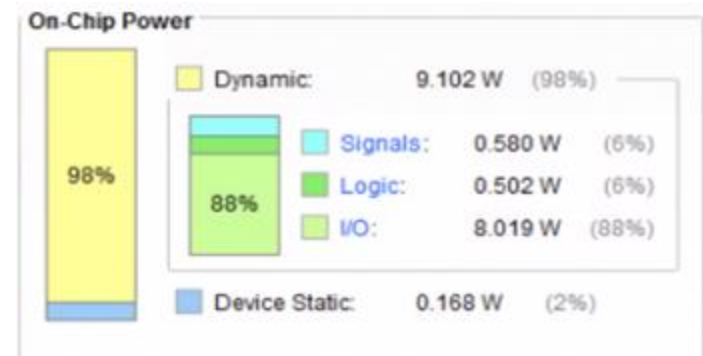 On-Chip Power
Dynamic: 9.102 W (98%)
98%
88%
Signals: 0.580 W (6%)
Logic: 0.502 W (6%)
I/O: 8.019 W (88%)
Device Static: 0.168 W (2%)